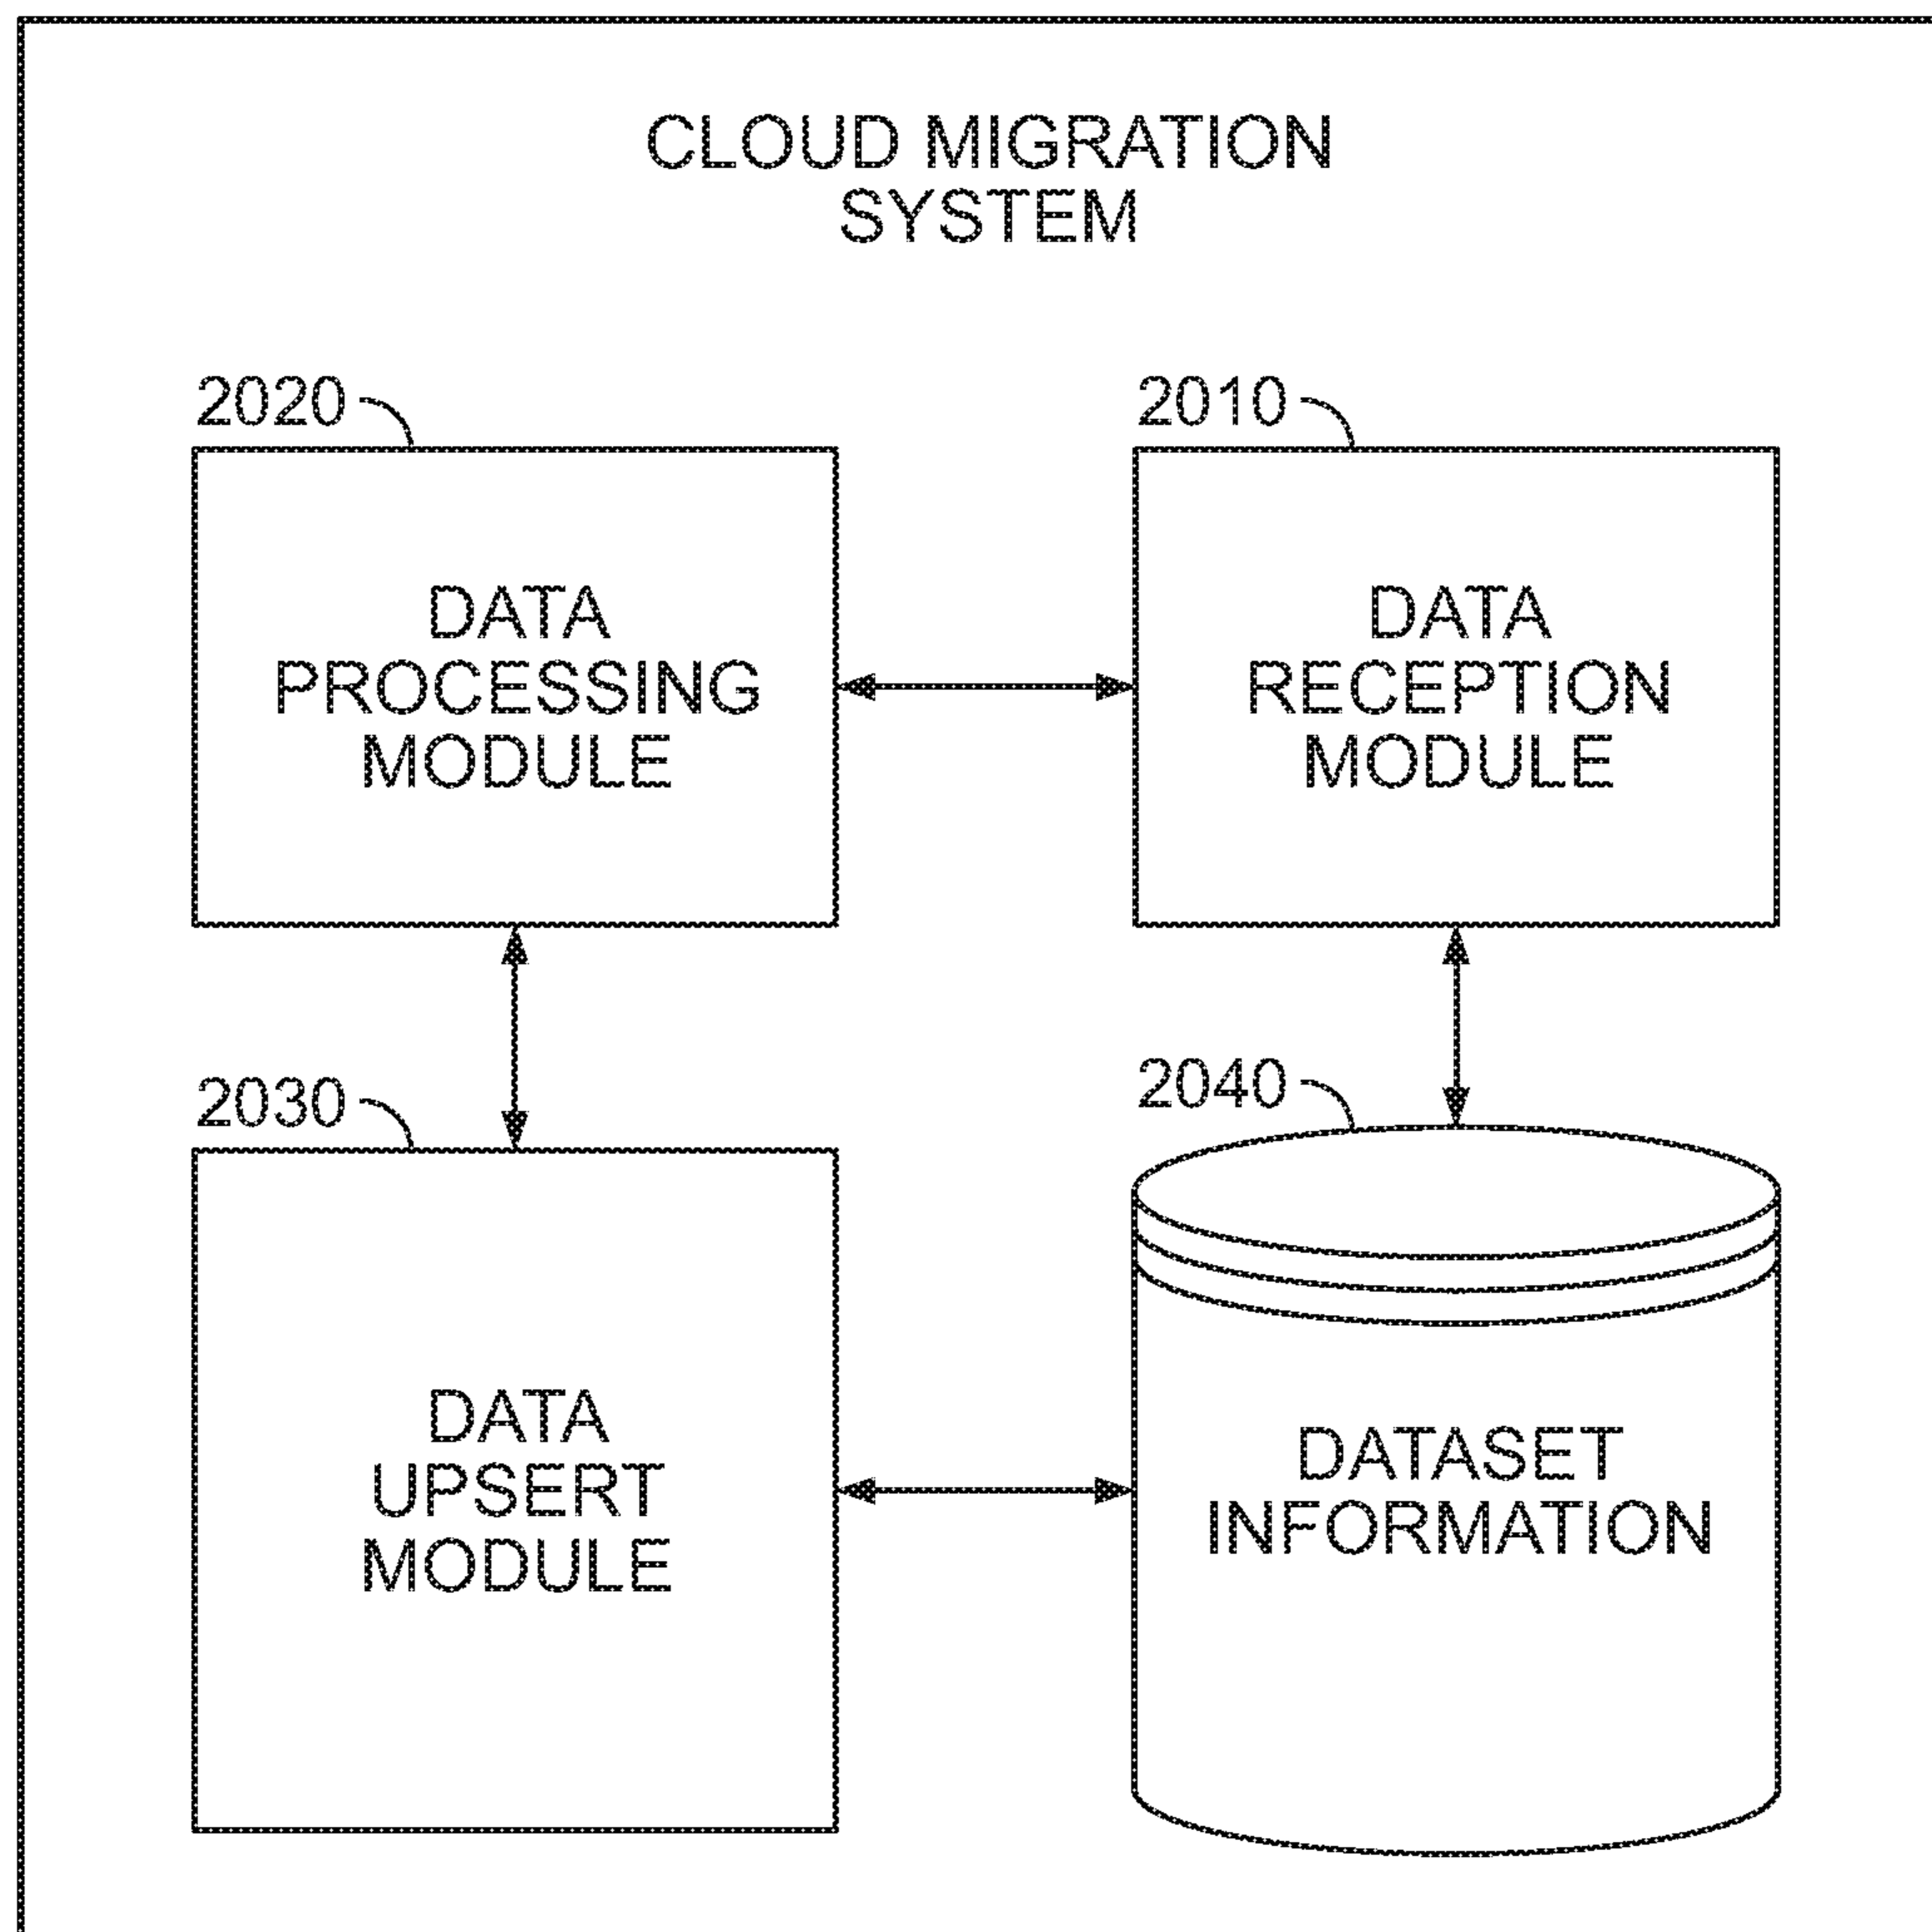 CLOUD MIGRATION
SYSTEM
2020
2010
DATA
PROCESSING
MODULE
DATA
RECEPTION
MODULE
2030
2040
DATA
UPSERT
MODULE
DATASET
INFORMATION